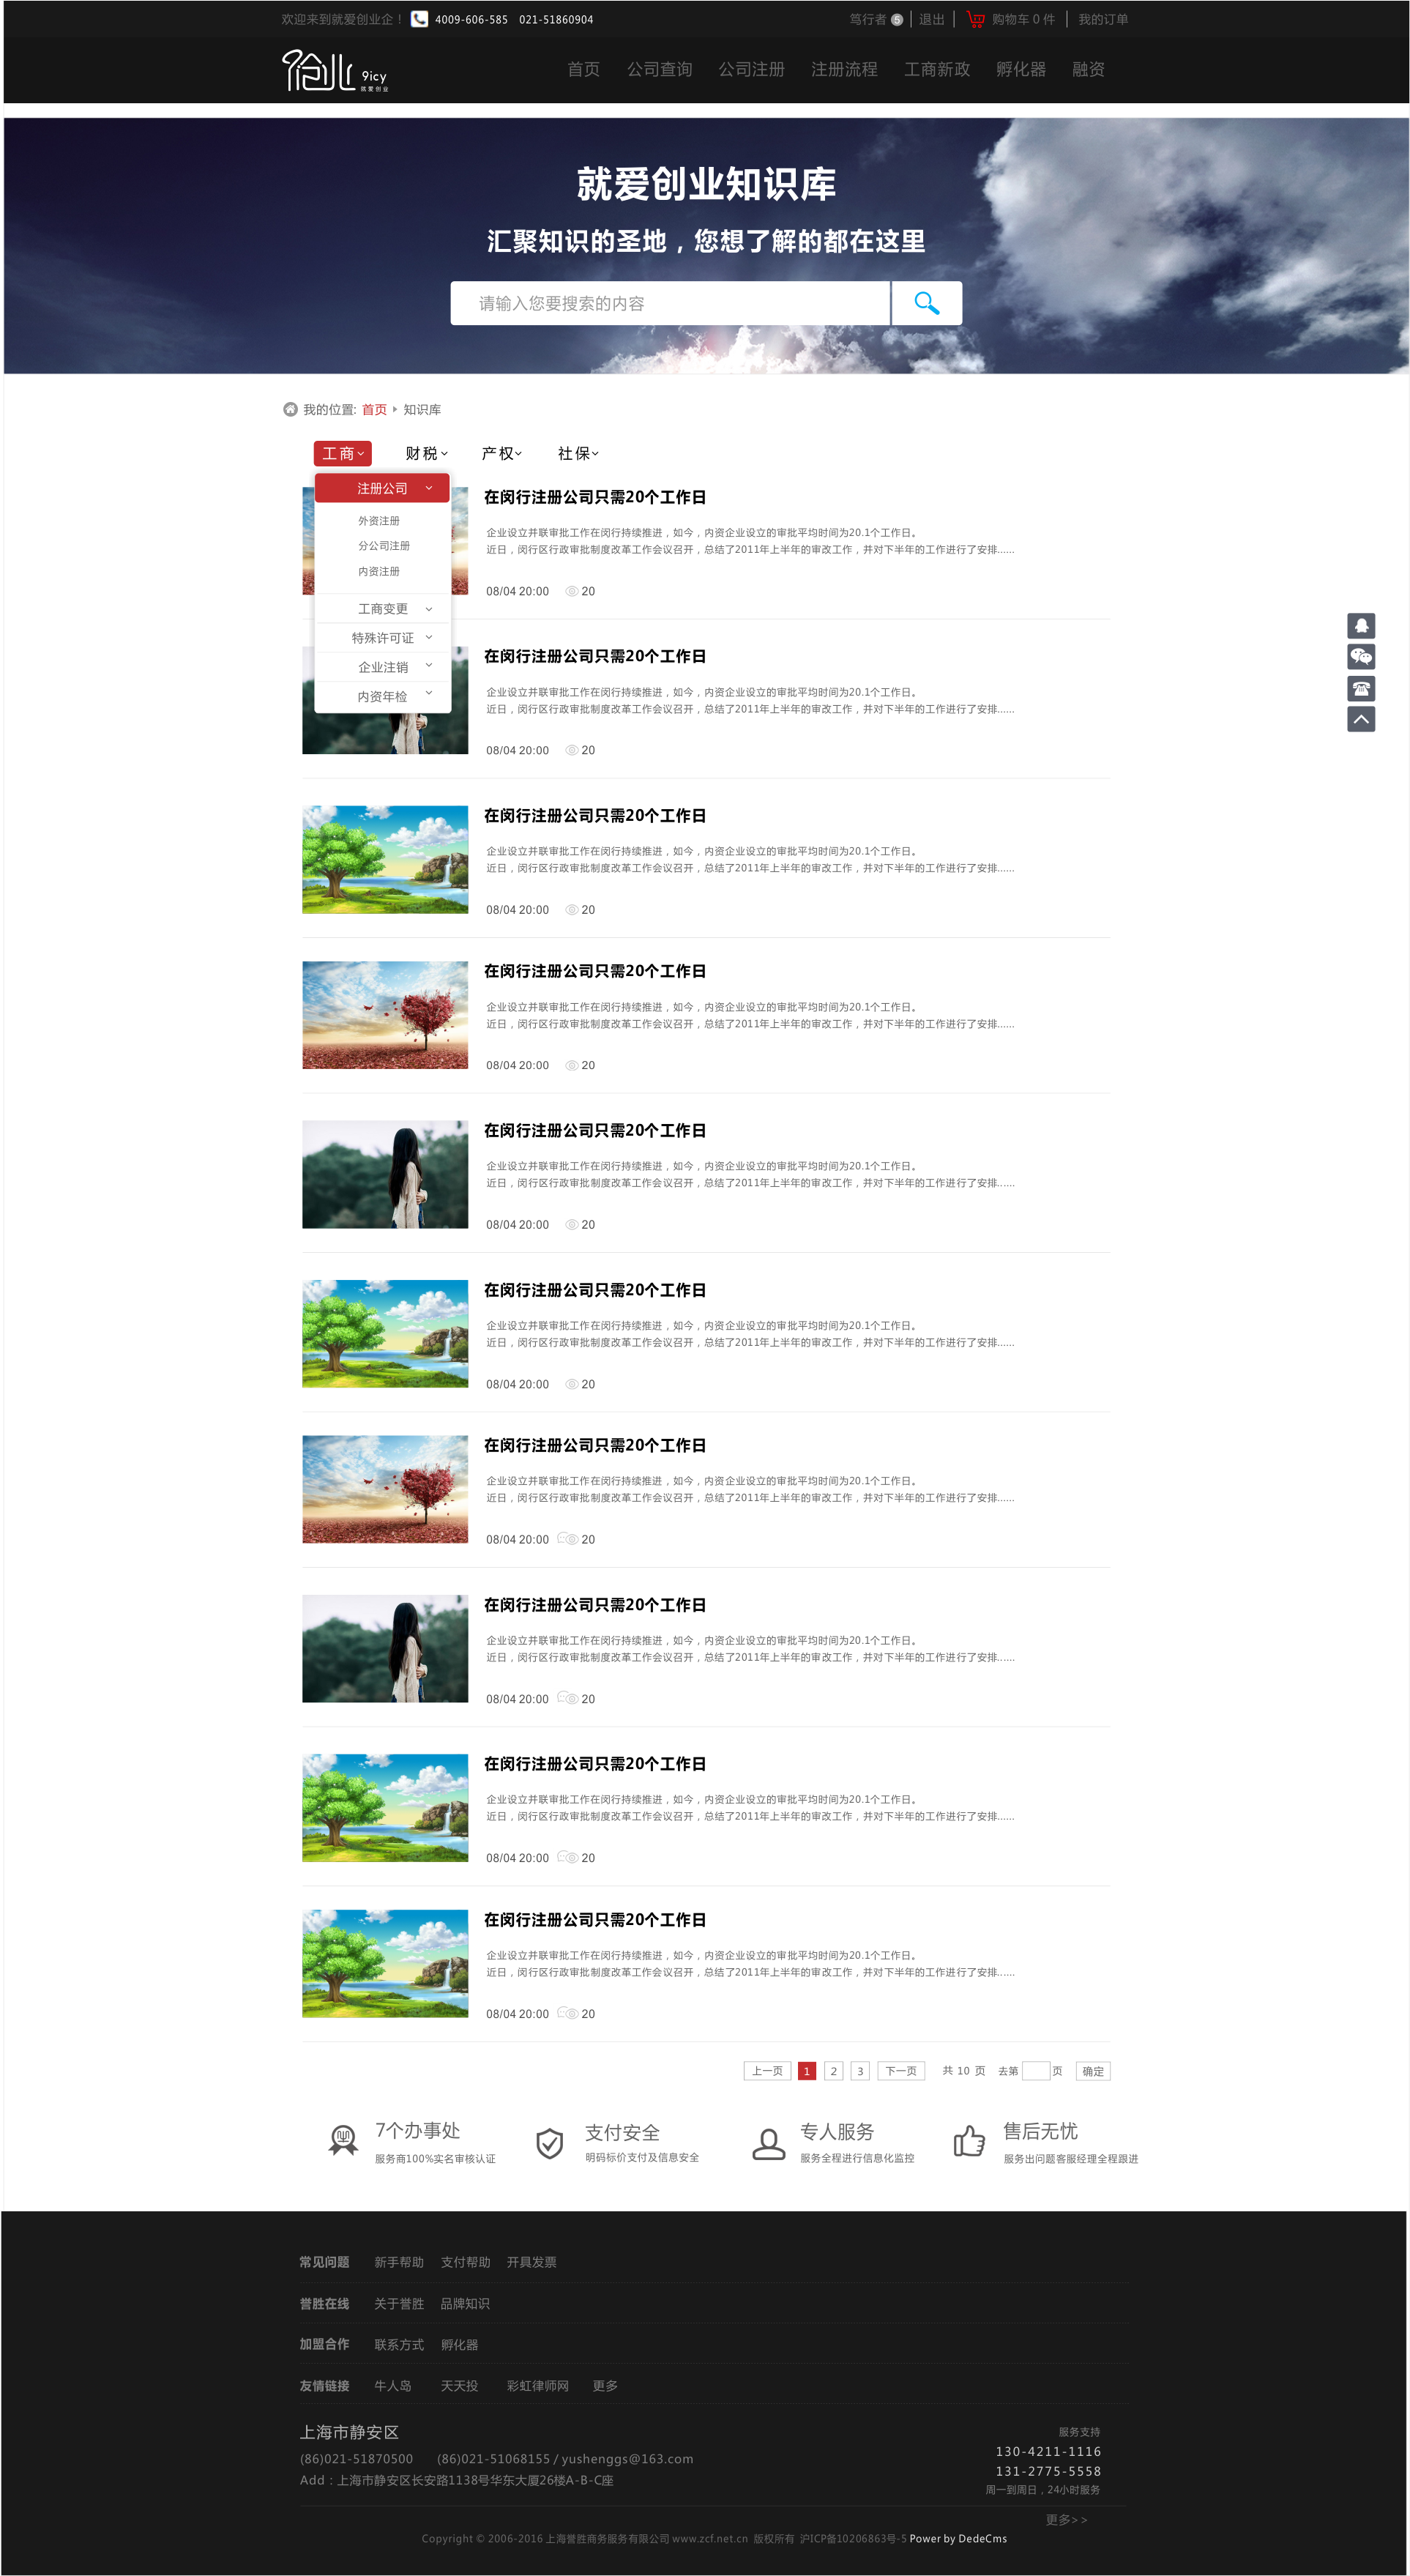 欢迎来到就爱创业企！ 4009-606-585 021-51860904 笃行者 5 退出 购物车 0 件 我的订单
9icy
就爱创业
首页 公司查询 公司注册 注册流程 工商新政 孵化器 融资
就爱创业知识库
汇聚知识的圣地，您想了解的都在这里
请输入您要搜索的内容
我的位置: 首页 知识库
工商 财税 产权 社保
注册公司
外资注册
分公司注册
内资注册
工商变更
特殊许可证
企业注销
内资年检
在闵行注册公司只需20个工作日
企业设立并联审批工作在闵行持续推进，如今，内资企业设立的审批平均时间为20.1个工作日。
近日，闵行区行政审批制度改革工作会议召开，总结了2011年上半年的审改工作，并对下半年的工作进行了安排......
08/04 20:00 20
在闵行注册公司只需20个工作日
企业设立并联审批工作在闵行持续推进，如今，内资企业设立的审批平均时间为20.1个工作日。
近日，闵行区行政审批制度改革工作会议召开，总结了2011年上半年的审改工作，并对下半年的工作进行了安排......
08/04 20:00 20
在闵行注册公司只需20个工作日
企业设立并联审批工作在闵行持续推进，如今，内资企业设立的审批平均时间为20.1个工作日。
近日，闵行区行政审批制度改革工作会议召开，总结了2011年上半年的审改工作，并对下半年的工作进行了安排......
08/04 20:00 20
在闵行注册公司只需20个工作日
企业设立并联审批工作在闵行持续推进，如今，内资企业设立的审批平均时间为20.1个工作日。
近日，闵行区行政审批制度改革工作会议召开，总结了2011年上半年的审改工作，并对下半年的工作进行了安排......
08/04 20:00 20
在闵行注册公司只需20个工作日
企业设立并联审批工作在闵行持续推进，如今，内资企业设立的审批平均时间为20.1个工作日。
近日，闵行区行政审批制度改革工作会议召开，总结了2011年上半年的审改工作，并对下半年的工作进行了安排......
08/04 20:00 20
在闵行注册公司只需20个工作日
企业设立并联审批工作在闵行持续推进，如今，内资企业设立的审批平均时间为20.1个工作日。
近日，闵行区行政审批制度改革工作会议召开，总结了2011年上半年的审改工作，并对下半年的工作进行了安排......
08/04 20:00 20
在闵行注册公司只需20个工作日
企业设立并联审批工作在闵行持续推进，如今，内资企业设立的审批平均时间为20.1个工作日。
近日，闵行区行政审批制度改革工作会议召开，总结了2011年上半年的审改工作，并对下半年的工作进行了安排......
08/04 20:00 20
在闵行注册公司只需20个工作日
企业设立并联审批工作在闵行持续推进，如今，内资企业设立的审批平均时间为20.1个工作日。
近日，闵行区行政审批制度改革工作会议召开，总结了2011年上半年的审改工作，并对下半年的工作进行了安排......
08/04 20:00 20
在闵行注册公司只需20个工作日
企业设立并联审批工作在闵行持续推进，如今，内资企业设立的审批平均时间为20.1个工作日。
近日，闵行区行政审批制度改革工作会议召开，总结了2011年上半年的审改工作，并对下半年的工作进行了安排......
08/04 20:00 20
在闵行注册公司只需20个工作日
企业设立并联审批工作在闵行持续推进，如今，内资企业设立的审批平均时间为20.1个工作日。
近日，闵行区行政审批制度改革工作会议召开，总结了2011年上半年的审改工作，并对下半年的工作进行了安排......
08/04 20:00 20
上一页 1 2 3 下一页 共 10 页 去第 页 确定
7个办事处 支付安全 专人服务 售后无忧
服务商100%实名审核认证 明码标价支付及信息安全 服务全程进行信息化监控 服务出问题客服经理全程跟进
常见问题 新手帮助 支付帮助 开具发票
誉胜在线 关于誉胜 品牌知识
加盟合作 联系方式 孵化器
友情链接 牛人岛 天天投 彩虹律师网 更多
上海市静安区
(86)021-51870500 (86)021-51068155 / yushenggs@163.com
Add：上海市静安区长安路1138号华东大厦26楼A-B-C座
服务支持
130-4211-1116
131-2775-5558
周一到周日，24小时服务
更多>>
Copyright © 2006-2016 上海誉胜商务服务有限公司 www.zcf.net.cn 版权所有 沪ICP备10206863号-5 Power by DedeCms